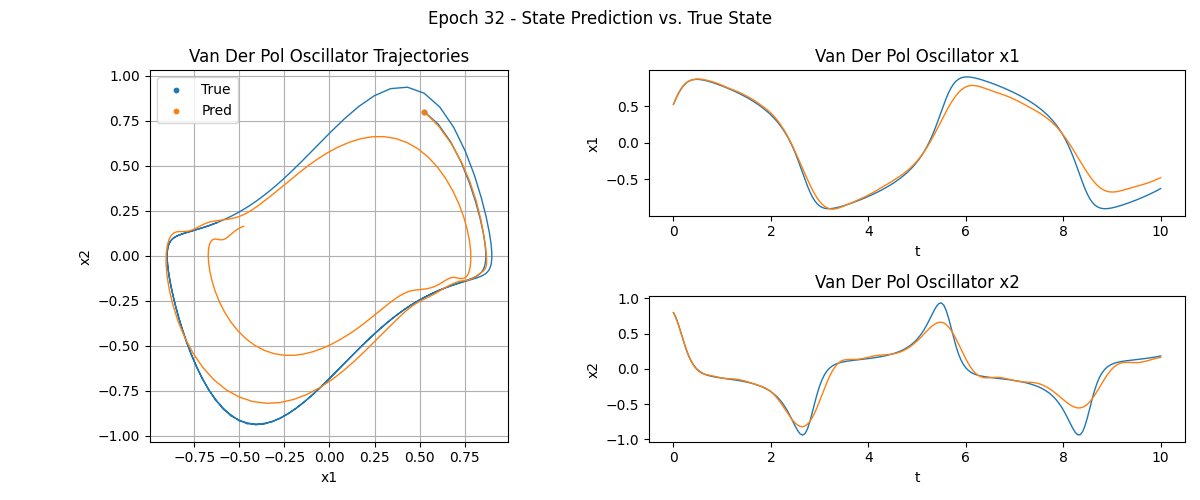 Epoch 32 - State Prediction vs. True State
Van Der Pol Oscillator Trajectories
True
Pred
1.00
0.75
0.50
0.25
0.00
−0.25
−0.50
−0.75
−1.00
x2
−0.75 −0.50 −0.25 0.00 0.25 0.50 0.75
x1
Van Der Pol Oscillator x1
0.5
0.0
−0.5
x1
0 2 4 6 8 10
t
Van Der Pol Oscillator x2
1.0
0.5
0.0
−0.5
−1.0
x2
0 2 4 6 8 10
t